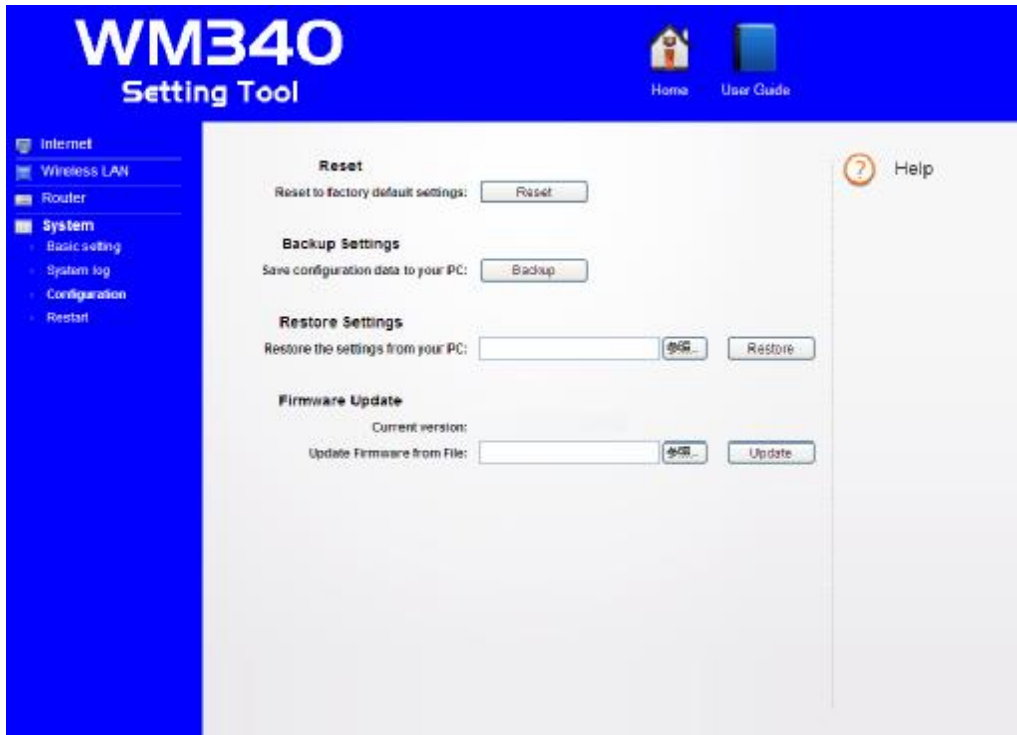 WM340
Setting Tool
Home
User Guide
Internet
Wireless LAN
Router
System
Basic setting
System log
Configuration
Restart
Reset
Reset to factory default settings: Reset
Backup Settings
Save configuration data to your PC: Backup
Restore Settings
Restore the settings from your PC: 参照... Restore
Firmware Update
Current version:
Update Firmware from File: 参照... Update
Help